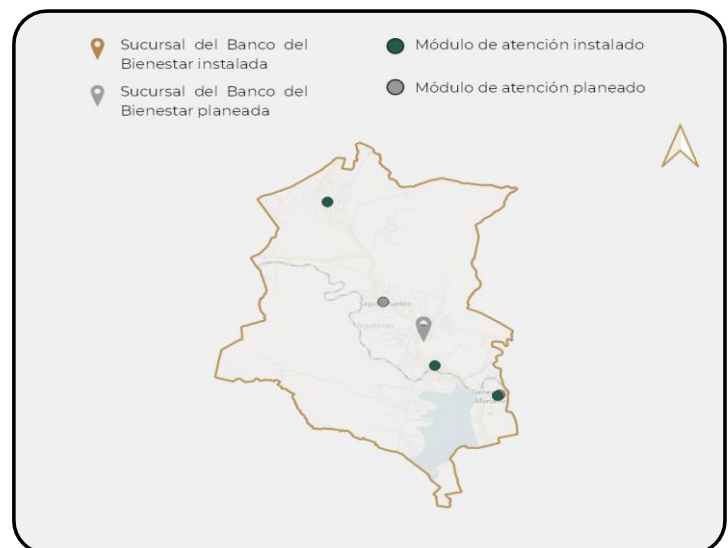 Sucursal del Banco del
Bienestar instalada
Sucursal del Banco del
Bienestar planeada
Módulo de atención instalado
Módulo de atención planeado